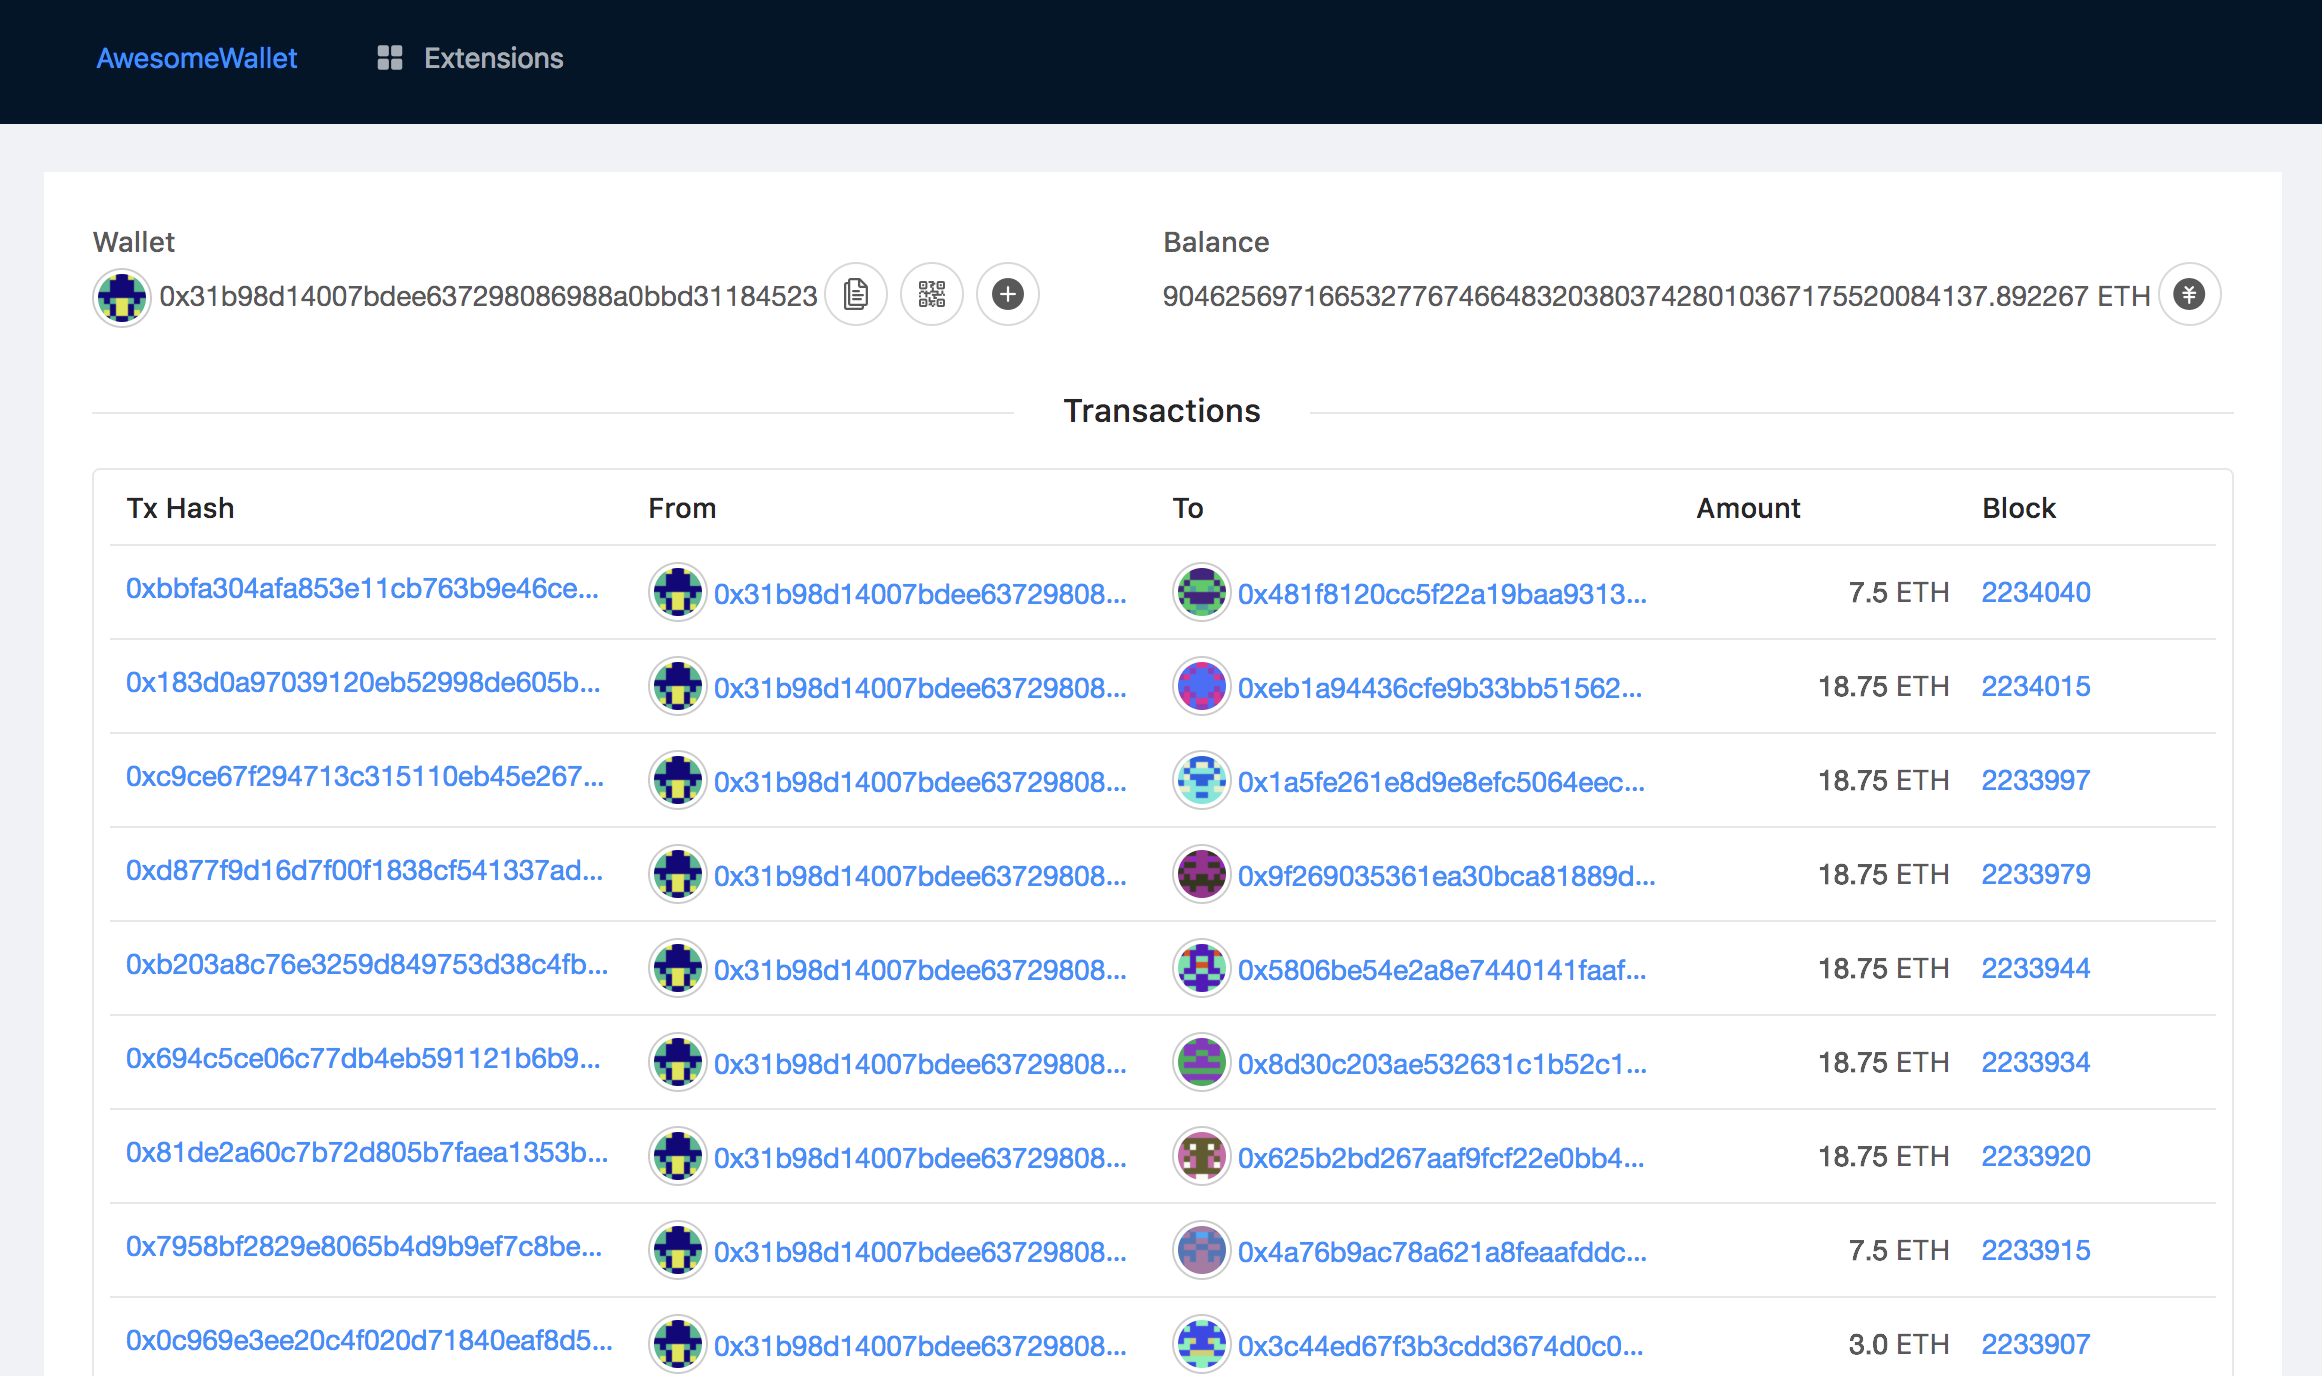 AwesomeWallet Extensions
Wallet Balance
0x31b98d14007bdee637298086988a0bbd31184523 90462569716653277674664832038037428010367175520084137.892267 ETH
Transactions
Tx Hash From To Amount Block
0xbbfa304afa853e11cb763b9e46ce... 0x31b98d14007bdee63729808... 0x481f8120cc5f22a19baa9313... 7.5 ETH 2234040
0x183d0a97039120eb52998de605b... 0x31b98d14007bdee63729808... 0xeb1a94436cfe9b33bb51562... 18.75 ETH 2234015
0xc9ce67f294713c315110eb45e267... 0x31b98d14007bdee63729808... 0x1a5fe261e8d9e8efc5064eec... 18.75 ETH 2233997
0xd877f9d16d7f00f1838cf541337ad... 0x31b98d14007bdee63729808... 0x9f269035361ea30bca81889d... 18.75 ETH 2233979
0xb203a8c76e3259d849753d38c4fb... 0x31b98d14007bdee63729808... 0x5806be54e2a8e7440141faaf... 18.75 ETH 2233944
0x694c5ce06c77db4eb591121b6b9... 0x31b98d14007bdee63729808... 0x8d30c203ae532631c1b52c1... 18.75 ETH 2233934
0x81de2a60c7b72d805b7faea1353b... 0x31b98d14007bdee63729808... 0x625b2bd267aaf9fcf22e0bb4... 18.75 ETH 2233920
0x7958bf2829e8065b4d9b9ef7c8be... 0x31b98d14007bdee63729808... 0x4a76b9ac78a621a8feaafddc... 7.5 ETH 2233915
0x0c969e3ee20c4f020d71840eaf8d5... 0x31b98d14007bdee63729808... 0x3c44ed67f3b3cdd3674d0c0... 3.0 ETH 2233907